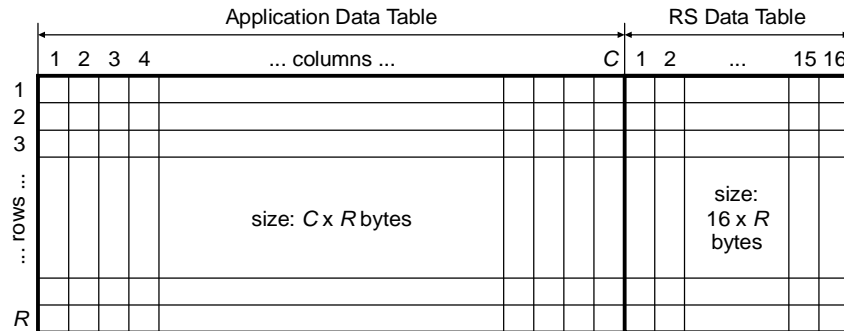 Application Data Table RS Data Table
1 2 3 4 ... columns ... C 1 2 ... 15 16
1
2
3
... rows ...
size: C x R bytes
size:
16 x R
bytes
R